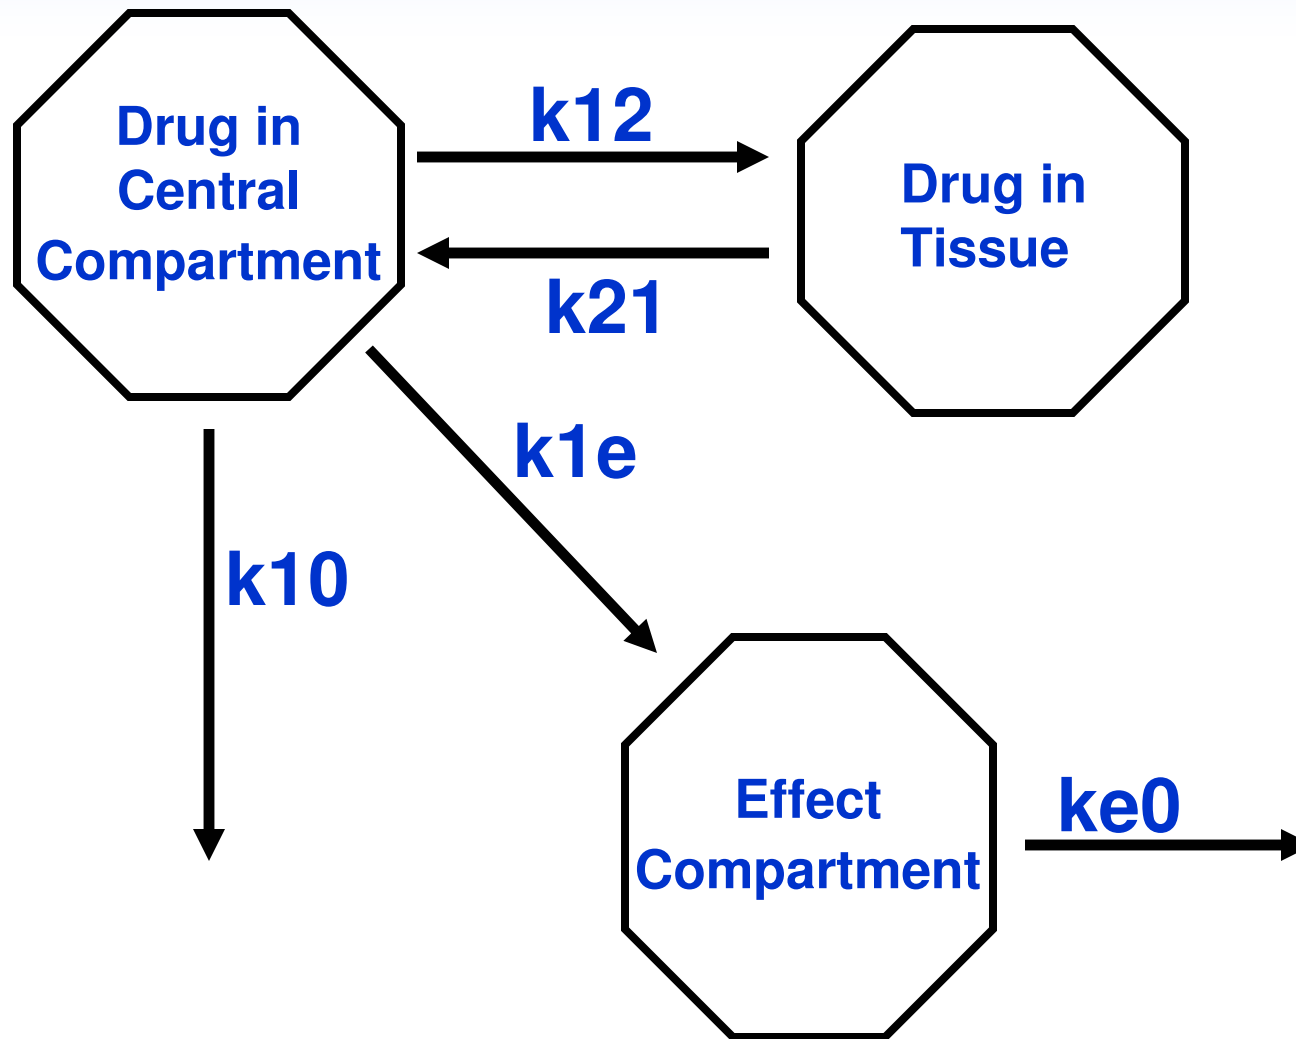 Drug in
Central
Compartment
k12
k21
Drug in
Tissue
k1e
k10
Effect
Compartment
ke0